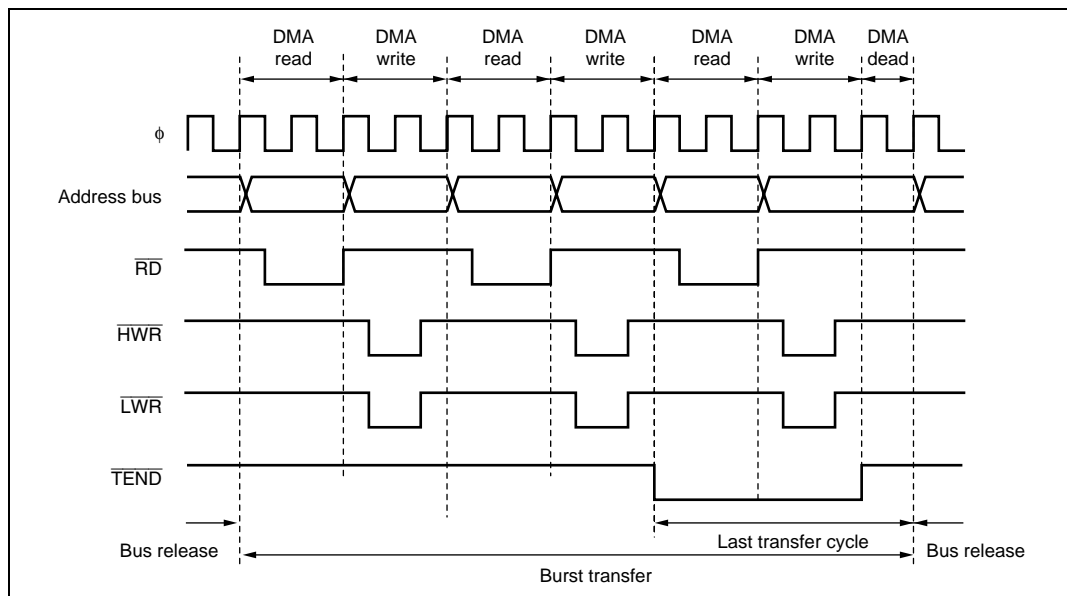 DMA read
DMA write
DMA read
DMA write
DMA read
DMA write
DMA dead
ϕ
Address bus
RD
HWR
LWR
TEND
Bus release
Last transfer cycle
Bus release
Burst transfer